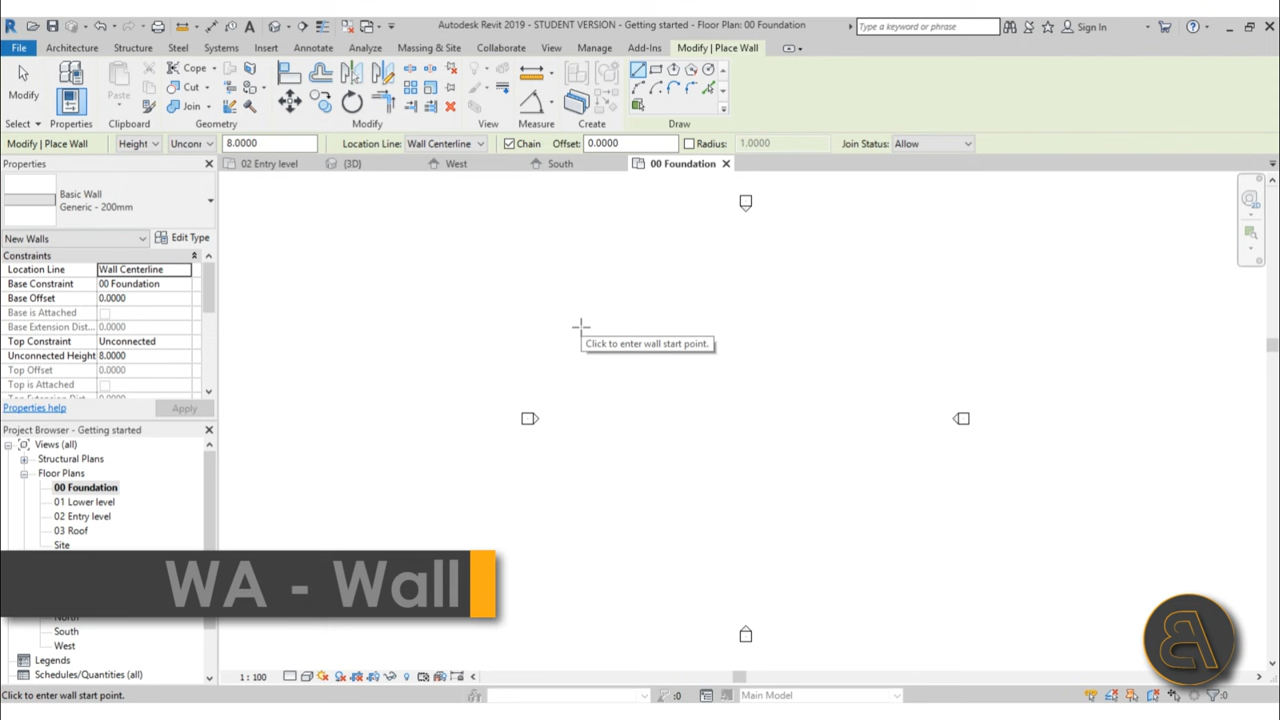 Autodesk Revit 2019 - STUDENT VERSION - Getting started - Floor Plan: 00 Foundation
Type a keyword or phrase
Sign In
File Architecture Structure Steel Systems Insert Annotate Analyze Massing & Site Collaborate View Manage Add-Ins Modify | Place Wall
Modify
Paste
Cope
Cut
Join
Select Properties Clipboard Geometry Modify View Measure Create Draw
Modify | Place Wall Height Unconr 8.0000 Location Line: Wall Centerline Chain Offset: 0.0000 Radius: 1.0000 Join Status: Allow
Properties
02 Entry level {3D} West South 00 Foundation
Basic Wall
Generic - 200mm
New Walls Edit Type
Constraints
Location Line Wall Centerline
Base Constraint 00 Foundation
Base Offset 0.0000
Base is Attached
Base Extension Dist... 0.0000
Top Constraint Unconnected
Unconnected Height 8.0000
Top Offset 0.0000
Top is Attached
Properties help Apply
Click to enter wall start point.
Project Browser - Getting started
Views (all)
Structural Plans
Floor Plans
00 Foundation
01 Lower level
02 Entry level
03 Roof
Site
WA - Wall
North
South
West
Legends
Schedules/Quantities (all)
1 : 100
Click to enter wall start point.
:0
Main Model
:0
2D